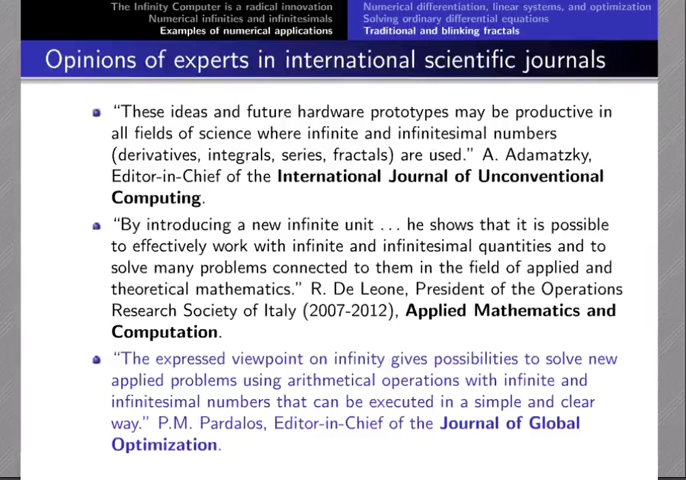 The Infinity Computer is a radical innovation
Numerical infinities and infinitesimals
Examples of numerical applications
Numerical differentiation, linear systems, and optimization
Solving ordinary differential equations
Traditional and blinking fractals
Opinions of experts in international scientific journals
“These ideas and future hardware prototypes may be productive in
all fields of science where infinite and infinitesimal numbers
(derivatives, integrals, series, fractals) are used.” A. Adamatzky,
Editor-in-Chief of the International Journal of Unconventional
Computing.
“By introducing a new infinite unit ... he shows that it is possible
to effectively work with infinite and infinitesimal quantities and to
solve many problems connected to them in the field of applied and
theoretical mathematics.” R. De Leone, President of the Operations
Research Society of Italy (2007-2012), Applied Mathematics and
Computation.
“The expressed viewpoint on infinity gives possibilities to solve new
applied problems using arithmetical operations with infinite and
infinitesimal numbers that can be executed in a simple and clear
way.” P.M. Pardalos, Editor-in-Chief of the Journal of Global
Optimization.